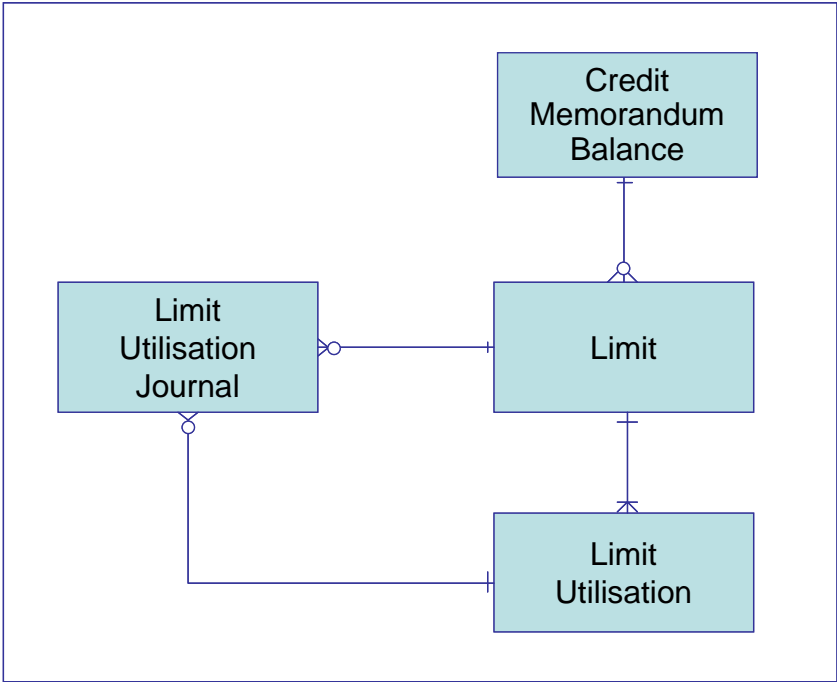 Credit
Memorandum
Balance
Limit
Utilisation
Journal
Limit
Limit
Utilisation